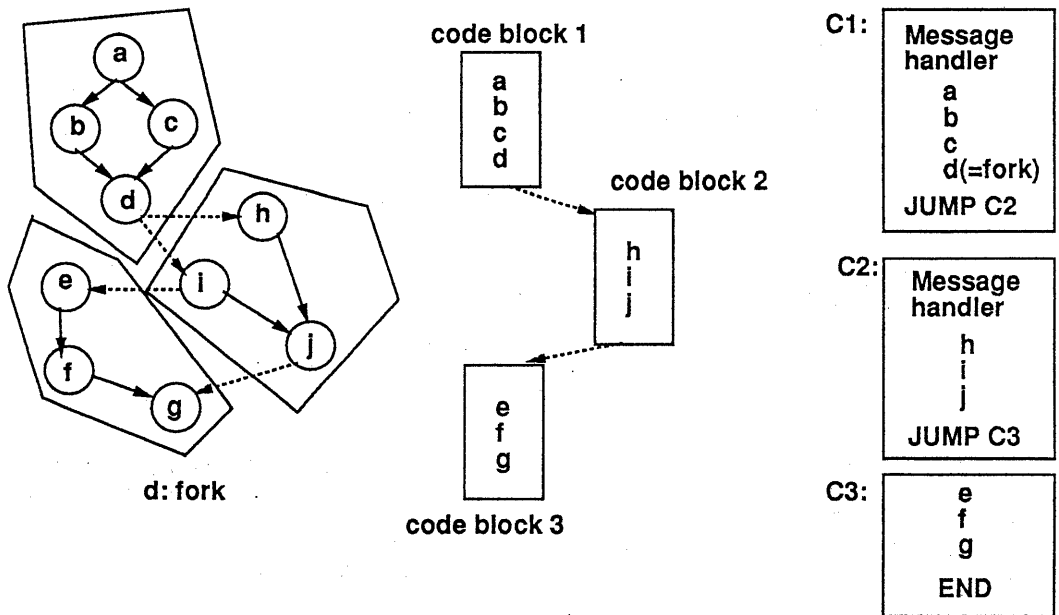 a
b
c
d
h
e
i
f
j
g
d: fork
code block 1
a
b
c
d
code block 2
h
i
j
e
f
g
code block 3
C1:
Message
handler
a
b
c
d(=fork)
JUMP C2
C2:
Message
handler
h
i
j
JUMP C3
C3:
e
f
g
END